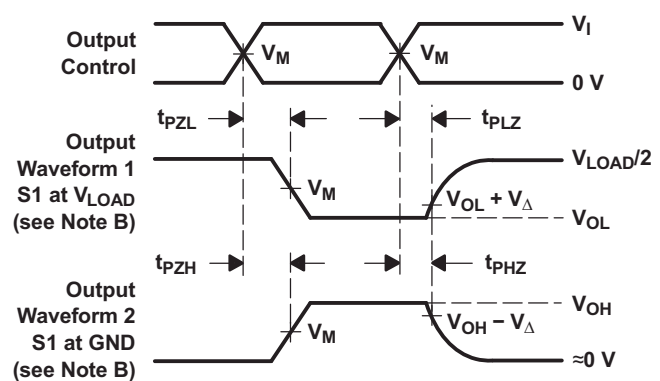 Output
Control
V_M
V_M
V_I
0 V
t_PZL
t_PLZ
Output
Waveform 1
S1 at V_LOAD
(see Note B)
V_M
V_OL + V_Δ
V_LOAD/2
V_OL
t_PZH
t_PHZ
Output
Waveform 2
S1 at GND
(see Note B)
V_M
V_OH − V_Δ
V_OH
≈0 V